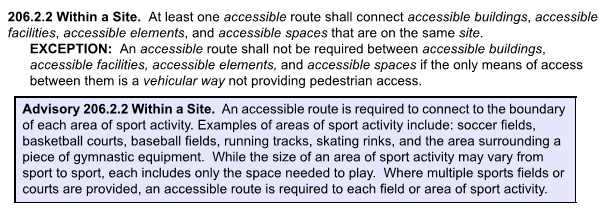 206.2.2 Within a Site. At least one accessible route shall connect accessible buildings, accessible
facilities, accessible elements, and accessible spaces that are on the same site.
EXCEPTION: An accessible route shall not be required between accessible buildings,
accessible facilities, accessible elements, and accessible spaces if the only means of access
between them is a vehicular way not providing pedestrian access.
Advisory 206.2.2 Within a Site. An accessible route is required to connect to the boundary
of each area of sport activity. Examples of areas of sport activity include: soccer fields,
basketball courts, baseball fields, running tracks, skating rinks, and the area surrounding a
piece of gymnastic equipment. While the size of an area of sport activity may vary from
sport to sport, each includes only the space needed to play. Where multiple sports fields or
courts are provided, an accessible route is required to each field or area of sport activity.